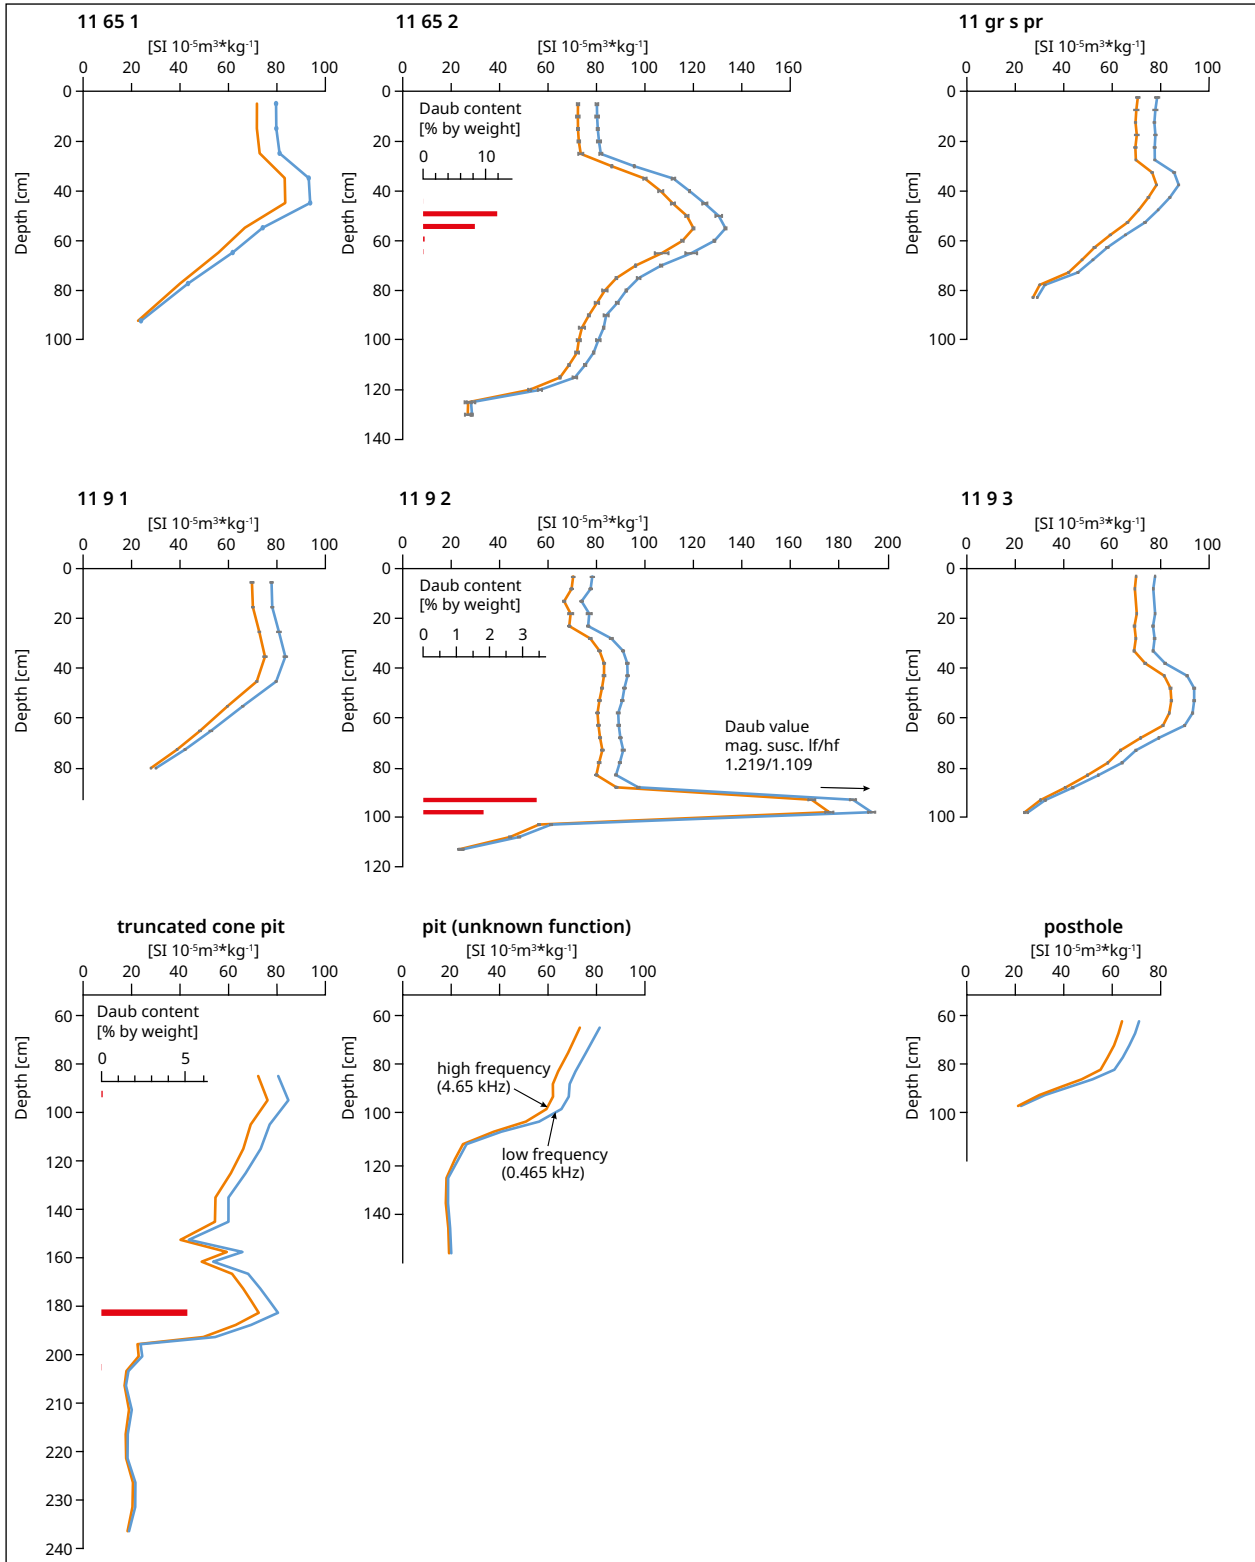 11 65 1
[SI 10-5m³*kg-1]
0 20 40 60 80 100
Depth [cm]
0
20
40
60
80
100
11 65 2
[SI 10-5m³*kg-1]
0 20 40 60 80 100 120 140 160
Depth [cm]
0
20
40
60
80
100
120
140
Daub content
[% by weight]
0 10
11 gr s pr
[SI 10-5m³*kg-1]
0 20 40 60 80 100
Depth [cm]
0
20
40
60
80
100
11 9 1
[SI 10-5m³*kg-1]
0 20 40 60 80 100
Depth [cm]
0
20
40
60
80
11 9 2
[SI 10-5m³*kg-1]
0 20 40 60 80 100 120 140 160 180 200
Depth [cm]
0
20
40
60
80
100
120
Daub content
[% by weight]
0 1 2 3
Daub value
mag. susc. lf/hf
1.219/1.109
11 9 3
[SI 10-5m³*kg-1]
0 20 40 60 80 100
Depth [cm]
0
20
40
60
80
100
truncated cone pit
[SI 10-5m³*kg-1]
0 20 40 60 80 100
Depth [cm]
60
80
100
120
140
160
180
200
210
220
230
240
Daub content
[% by weight]
0 5
pit (unknown function)
[SI 10-5m³*kg-1]
0 20 40 60 80 100
Depth [cm]
60
80
100
120
140
high frequency
(4.65 kHz)
low frequency
(0.465 kHz)
posthole
[SI 10-5m³*kg-1]
0 20 40 60 80
Depth [cm]
60
80
100